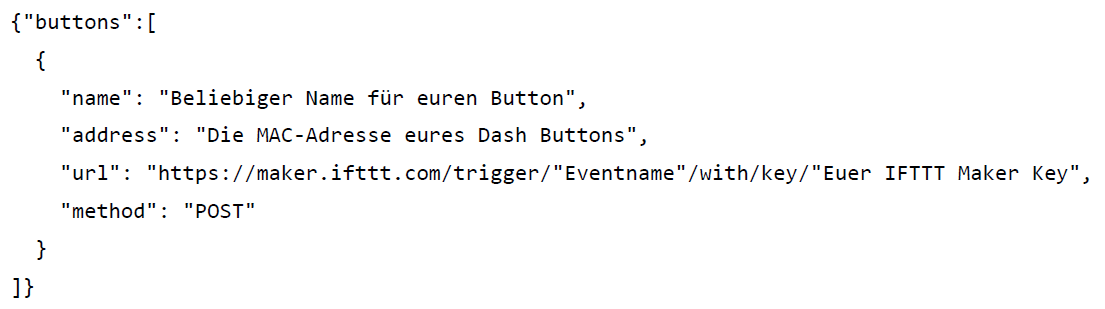 {"buttons":[
  {
    "name": "Beliebiger Name für euren Button",
    "address": "Die MAC-Adresse eures Dash Buttons",
    "url": "https://maker.ifttt.com/trigger/"Eventname"/with/key/"Euer IFTTT Maker Key",
    "method": "POST"
  }
]}